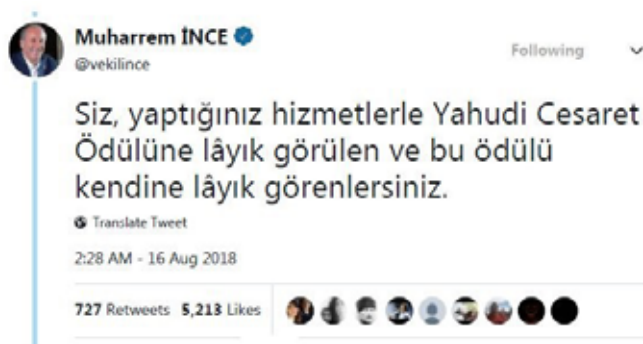 Muharrem İNCE
@vekilince
Following
Siz, yaptığınız hizmetlerle Yahudi Cesaret
Ödülüne lâyık görülen ve bu ödülü
kendine lâyık görenlersiniz.
Translate Tweet
2:28 AM - 16 Aug 2018
727 Retweets 5,213 Likes